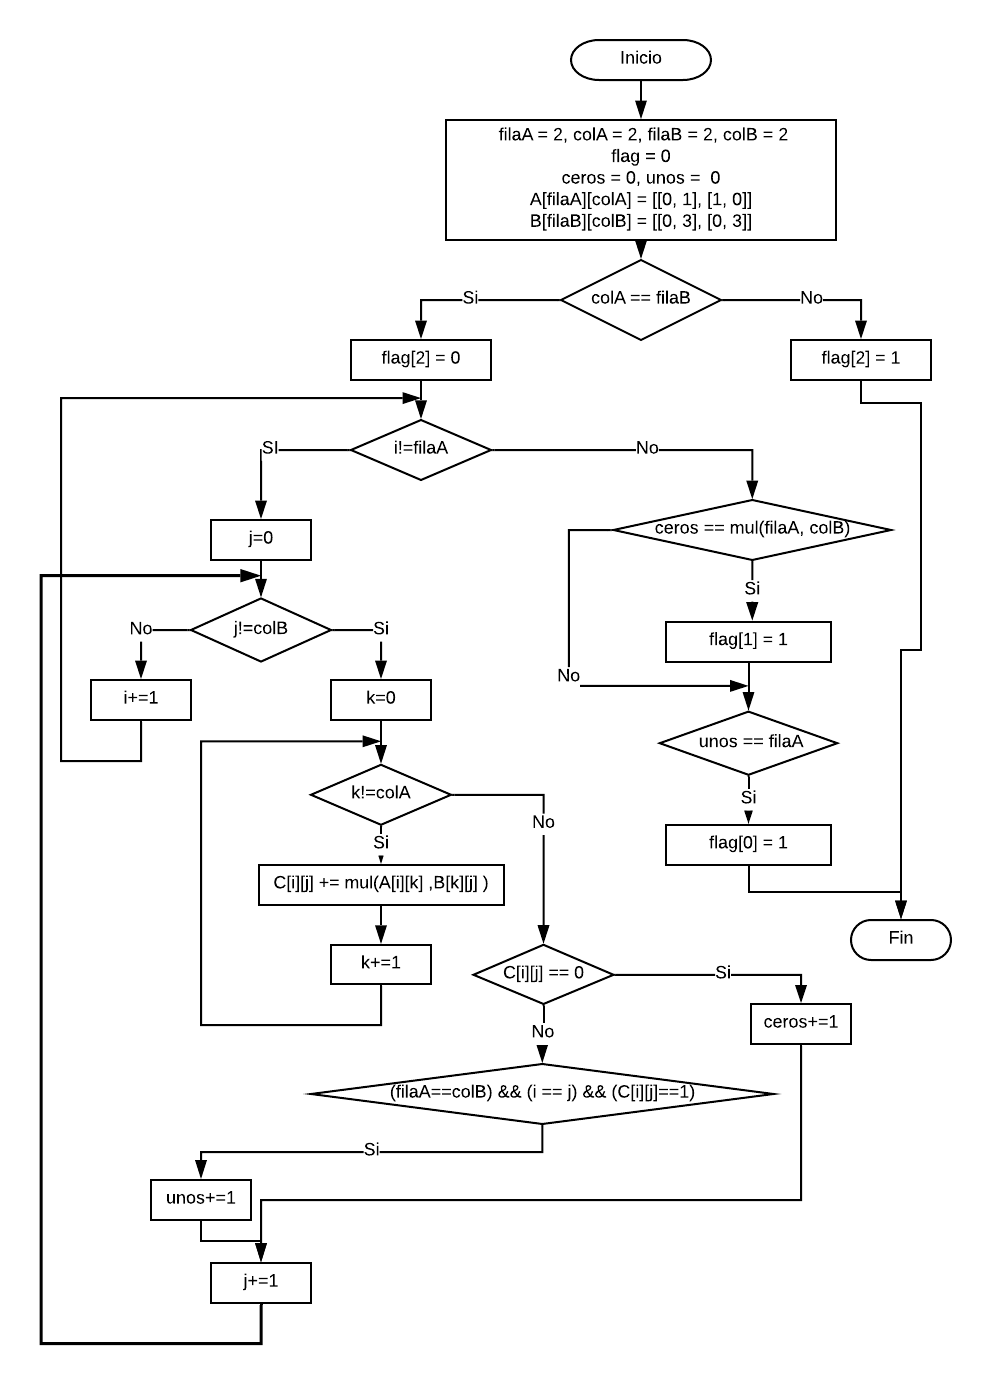 Inicio
filaA = 2, colA = 2, filaB = 2, colB = 2
flag = 0
ceros = 0, unos =  0
A[filaA][colA] = [[0, 1], [1, 0]]
B[filaB][colB] = [[0, 3], [0, 3]]
colA == filaB
Si
No
flag[2] = 0
flag[2] = 1
i!=filaA
SI
No
j=0
ceros == mul(filaA, colB)
Si
No
flag[1] = 1
j!=colB
No
Si
i+=1
k=0
unos == filaA
Si
flag[0] = 1
k!=colA
Si
No
C[i][j] += mul(A[i][k] ,B[k][j] )
k+=1
Fin
C[i][j] == 0
Si
No
ceros+=1
(filaA==colB) && (i == j) && (C[i][j]==1)
Si
unos+=1
j+=1